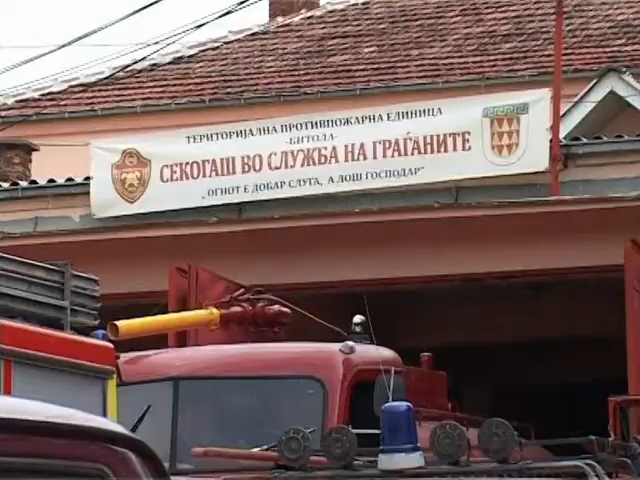 ТЕРИТОРИЈАЛНА ПРОТИВПОЖАРНА ЕДИНИЦА
-БИТОЛА-
СЕКОГАШ ВО СЛУЖБА НА ГРАЃАНИТЕ
„ОГНОТ Е ДОБАР СЛУГА, А ЛОШ ГОСПОДАР"